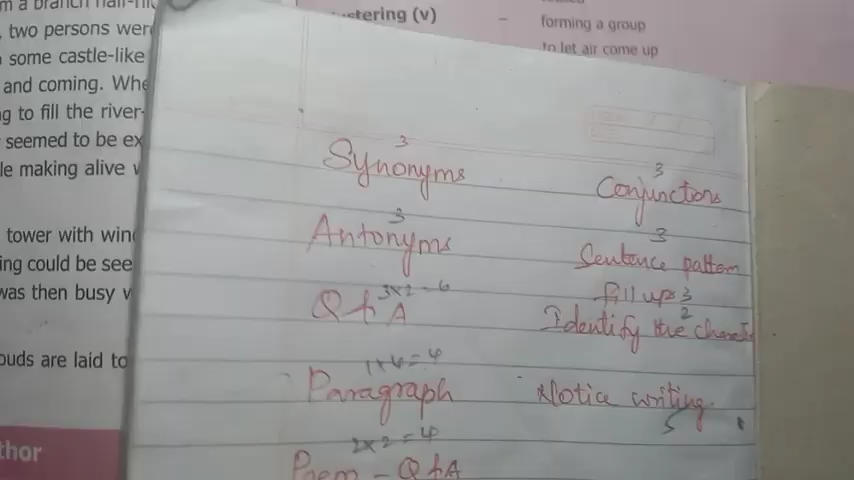 m a branch
, two persons were
some castle-like
and coming. Whe
g to fill the river-
seemed to be ex
le making alive
tower with wind
ing could be see
was then busy
ouds are laid to
thor
stering (v) – forming a group
to let air come up
3
Synonyms
3
Antonyms
3x2=6
Q & A
1x4=4
Paragraph
2x2=4
Poem - Q & A
3
Conjunctions
3
Sentence pattern
fill ups 3
2
Identify the
Notice writing.
5